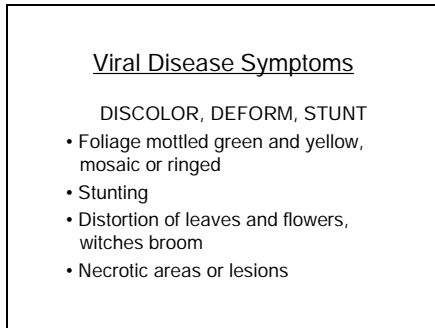 Viral Disease Symptoms
DISCOLOR, DEFORM, STUNT
• Foliage mottled green and yellow,
mosaic or ringed
• Stunting
• Distortion of leaves and flowers,
witches broom
• Necrotic areas or lesions